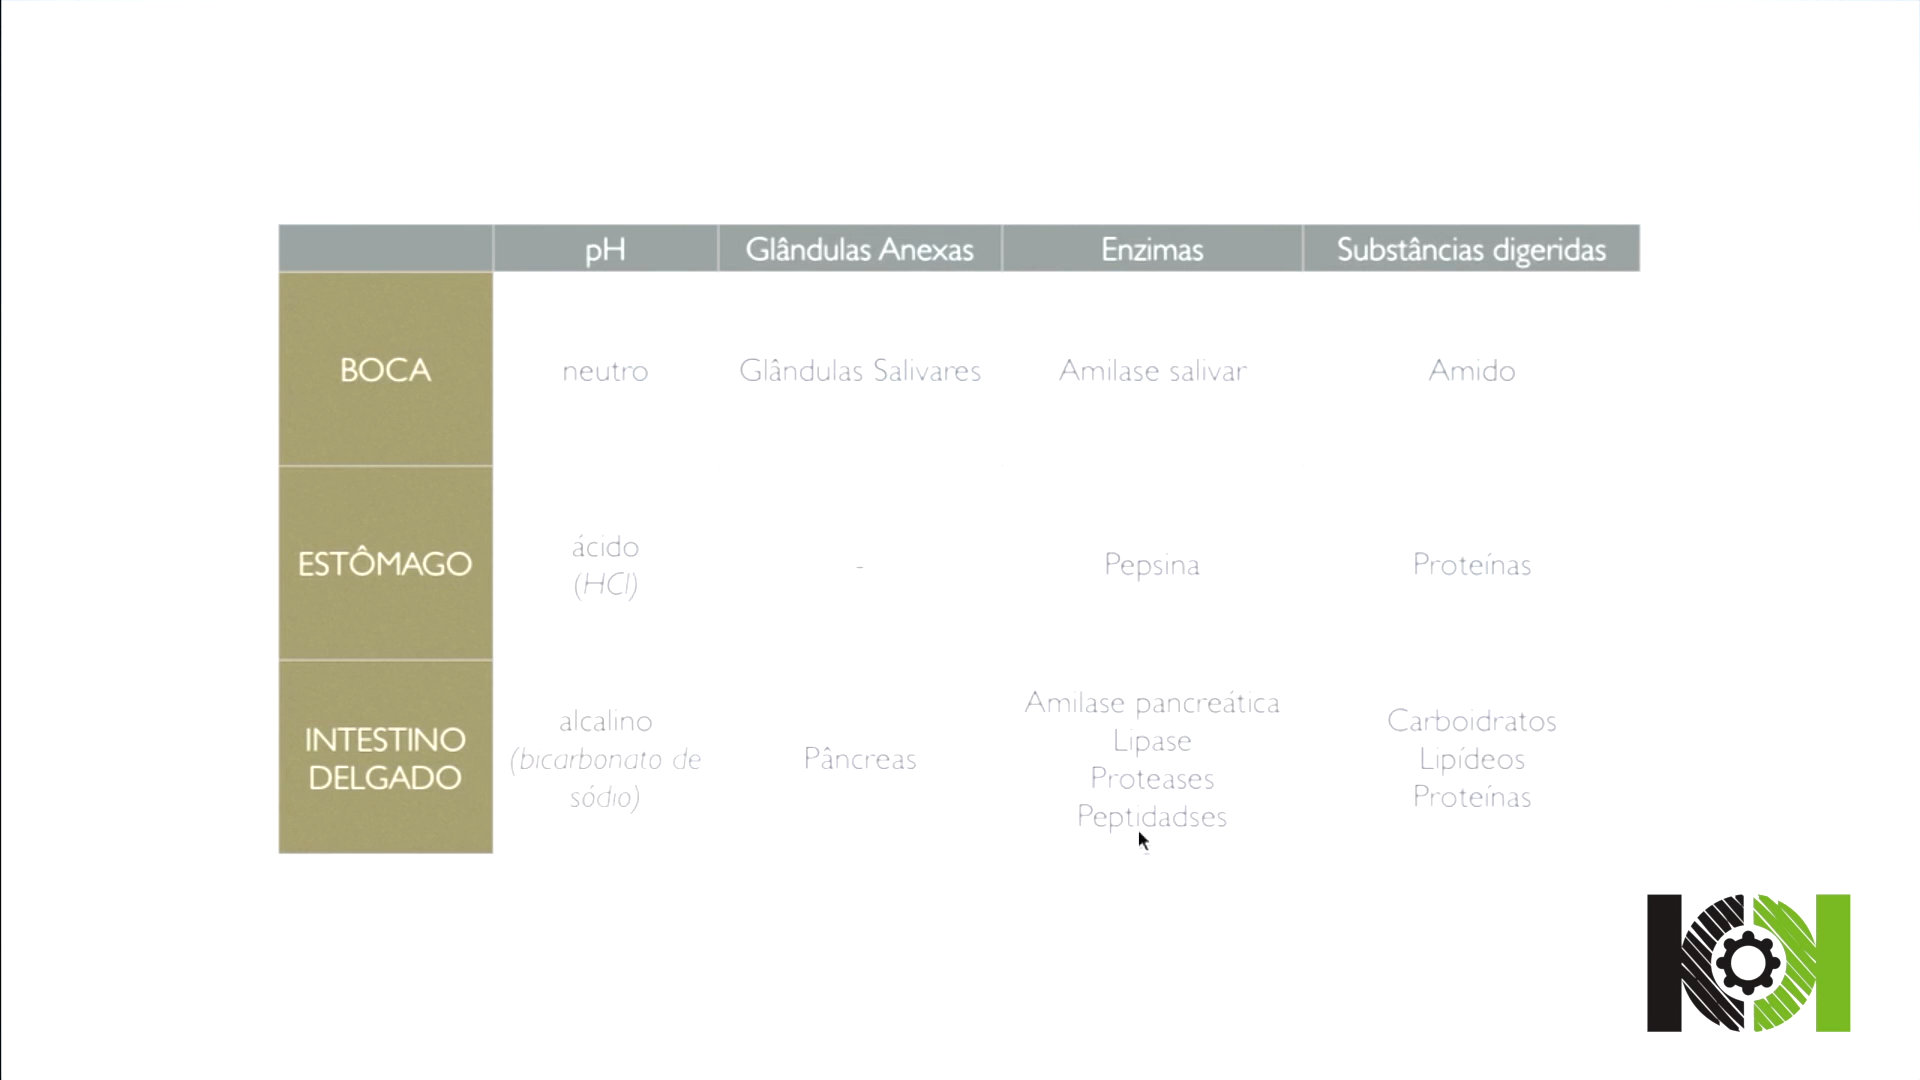 pH Glândulas Anexas Enzimas Substâncias digeridas
BOCA neutro Glândulas Salivares Amilase salivar Amido
ESTÔMAGO ácido (HCl) - Pepsina Proteínas
INTESTINO DELGADO
alcalino
(bicarbonato de
sódio)
Pâncreas
Amilase pancreática
Lipase
Proteases
Peptidadses
Carboidratos
Lipídeos
Proteínas